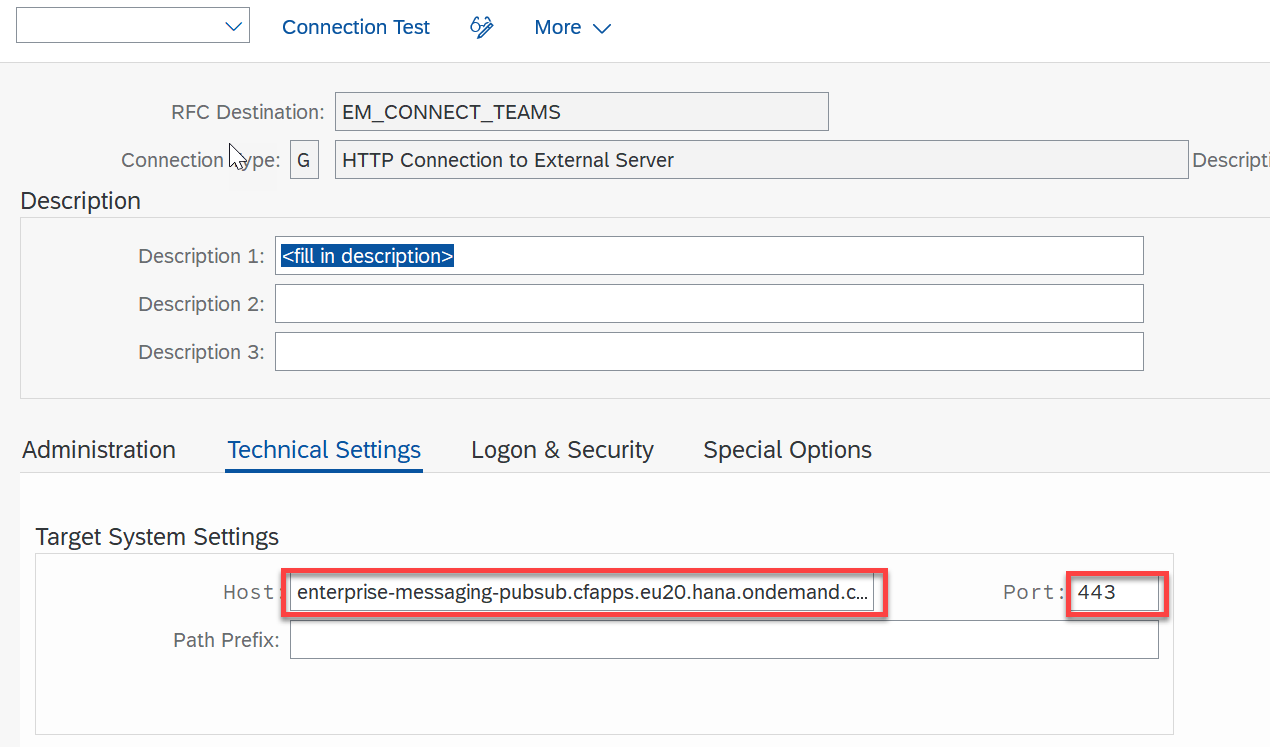 Connection Test More
RFC Destination: EM_CONNECT_TEAMS
Connection G HTTP Connection to External Server
Description
Description 1: <fill in description>
Description 2:
Description 3:
Administration Technical Settings Logon & Security Special Options
Target System Settings
Host: enterprise-messaging-pubsub.cfapps.eu20.hana.ondemand.c... Port: 443
Path Prefix: